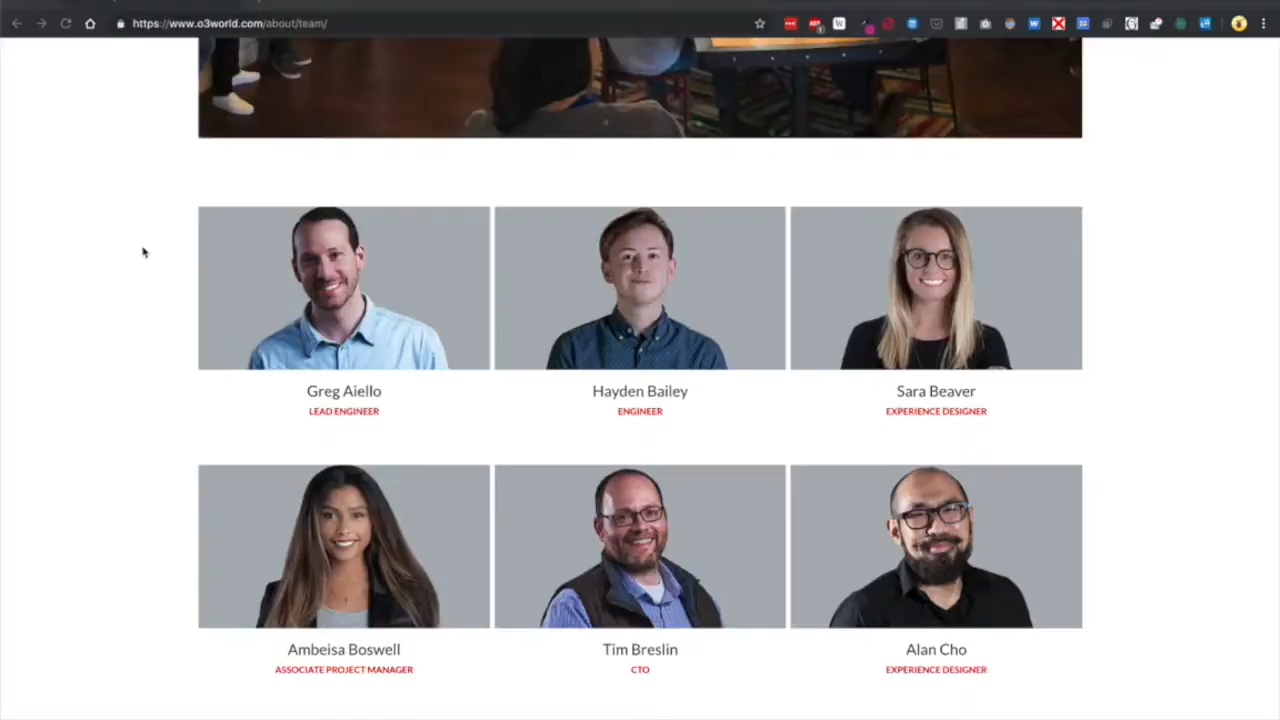 https://www.o3world.com/about/team/
Greg Aiello
LEAD ENGINEER
Hayden Bailey
ENGINEER
Sara Beaver
EXPERIENCE DESIGNER
Ambeisa Boswell
ASSOCIATE PROJECT MANAGER
Tim Breslin
CTO
Alan Cho
EXPERIENCE DESIGNER